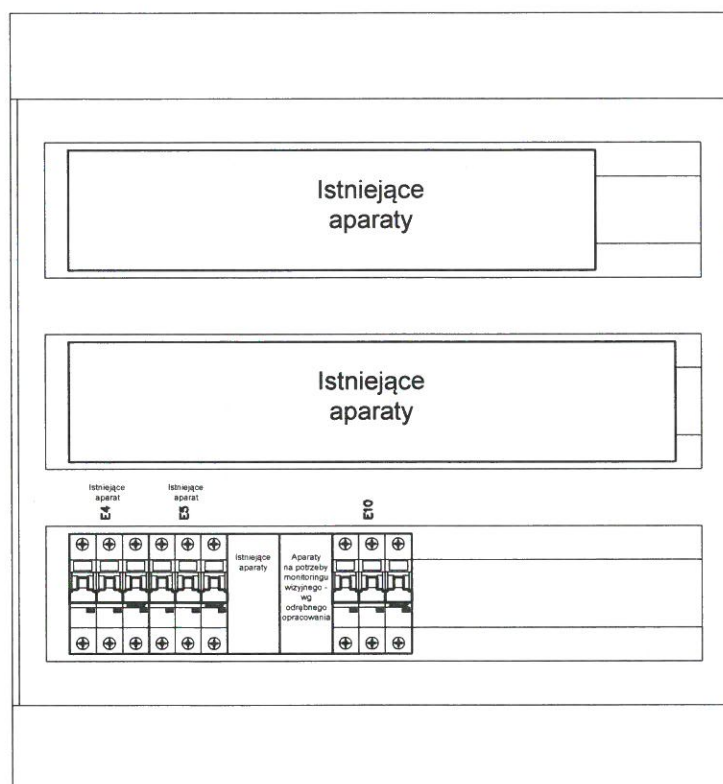 Istniejące
aparaty
Istniejące
aparaty
Istniejące
aparat
E4
Istniejące
aparat
E5
E10
Istniejące
aparaty
Aparaty
na potrzeby
monitoringu
wizyjnego -
wg
odrębnego
opracowania